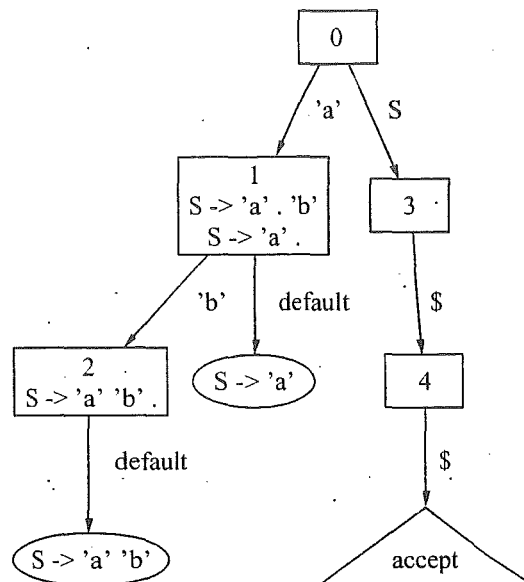 0
'a'
S
1
S -> 'a' . 'b'
S -> 'a' .
3
'b'
default
$
2
S -> 'a' 'b' .
S -> 'a'
4
default
$
S -> 'a' 'b'
accept